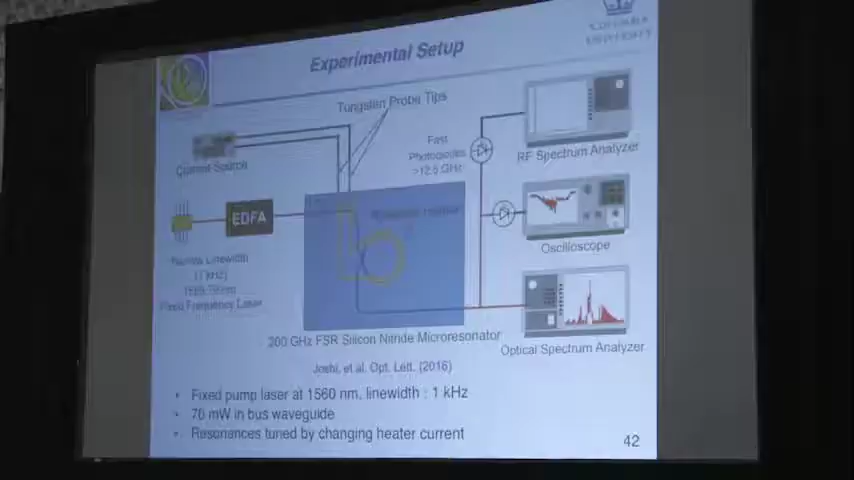 Experimental Setup
COLUMBIA
UNIVERSITY
Tungsten Probe Tips
Current Source
Fast
Photodiodes
>12.5 GHz
RF Spectrum Analyzer
EDFA
Oscilloscope
Narrow Linewidth
(1 kHz)
Fixed Frequency Laser
200 GHz FSR Silicon Nitride Microresonator
Optical Spectrum Analyzer
Joshi, et al. Opt. Lett. (2016)
• Fixed pump laser at 1560 nm, linewidth : 1 kHz
• 70 mW in bus waveguide
• Resonances tuned by changing heater current
42